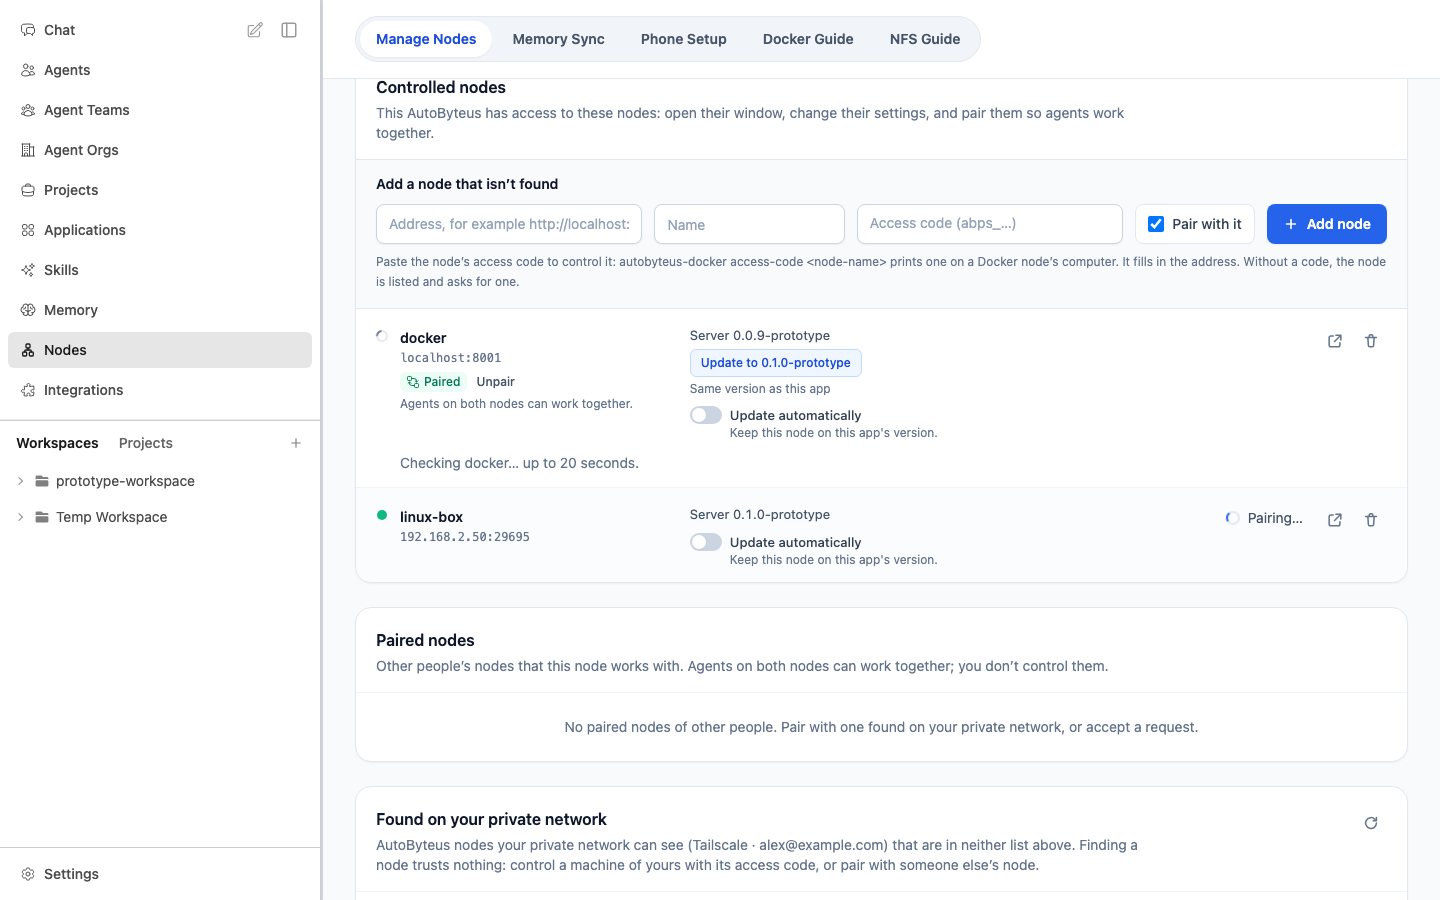 Chat
Agents
Agent Teams
Agent Orgs
Projects
Applications
Skills
Memory
Nodes
Integrations
Workspaces Projects
prototype-workspace
Temp Workspace
Settings
Manage Nodes Memory Sync Phone Setup Docker Guide NFS Guide
Controlled nodes
This AutoByteus has access to these nodes: open their window, change their settings, and pair them so agents work
together.
Add a node that isn’t found
Address, for example http://localhost: Name Access code (abps_...) Pair with it + Add node
Paste the node’s access code to control it: autobyteus-docker access-code <node-name> prints one on a Docker node’s computer. It fills in the address. Without a code, the node
is listed and asks for one.
docker
localhost:8001
Paired Unpair
Agents on both nodes can work together.
Server 0.0.9-prototype
Update to 0.1.0-prototype
Same version as this app
Update automatically
Keep this node on this app's version.
Checking docker... up to 20 seconds.
linux-box
192.168.2.50:29695
Server 0.1.0-prototype
Update automatically
Keep this node on this app's version.
Pairing...
Paired nodes
Other people’s nodes that this node works with. Agents on both nodes can work together; you don’t control them.
No paired nodes of other people. Pair with one found on your private network, or accept a request.
Found on your private network
AutoByteus nodes your private network can see (Tailscale · alex@example.com) that are in neither list above. Finding a
node trusts nothing: control a machine of yours with its access code, or pair with someone else’s node.